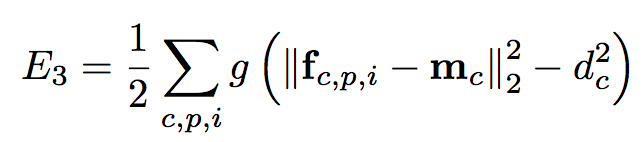 $E_3 = \frac{1}{2} \sum_{c,p,i} g \left( \| \mathbf{f}_{c,p,i} - \mathbf{m}_c \|_2^2 - d_c^2 \right)$